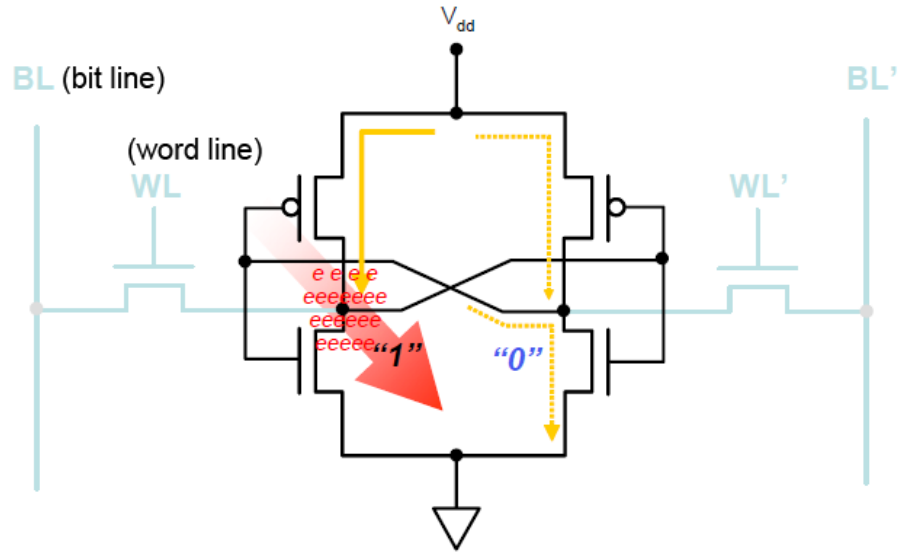 Vdd
BL (bit line)
BL’
(word line)
WL
WL’
e e e e
eeeeeee
eeeeee
eeeee
“1”
“0”